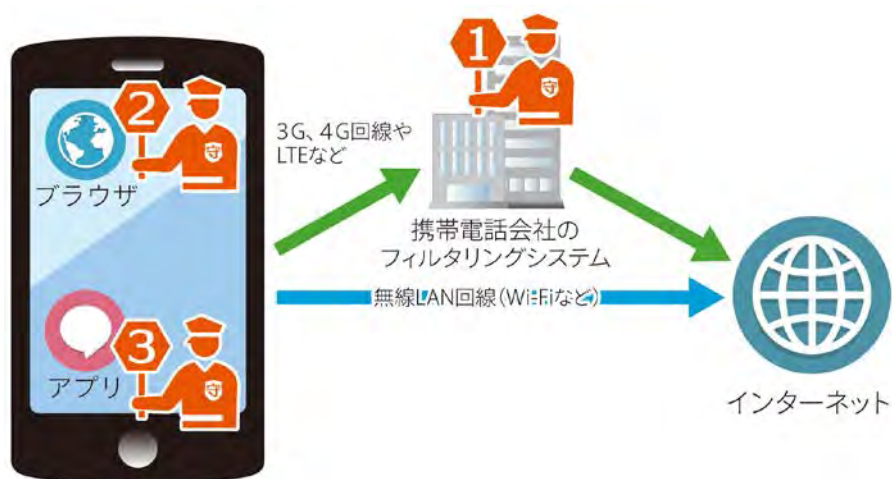 1
守
2
守
ブラウザ
3G、4G回線や
LTEなど
携帯電話会社の
フィルタリングシステム
無線LAN回線(Wi-Fiなど)
3
守
アプリ
インターネット